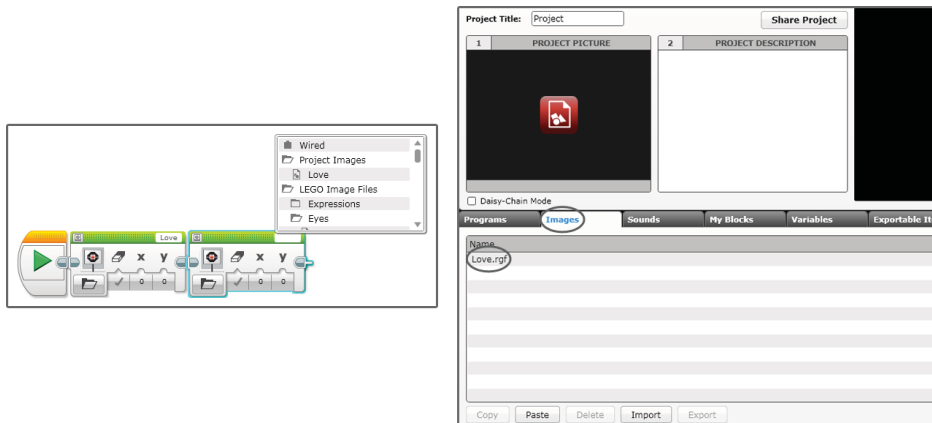 Wired
Project Images
Love
LEGO Image Files
Expressions
Eyes
Love
x y
x y
0 0
0 0
Project Title: Project
Share Project
1 PROJECT PICTURE
2 PROJECT DESCRIPTION
Daisy-Chain Mode
Programs Images Sounds My Blocks Variables Exportable It
Name
Love.rgf
Copy Paste Delete Import Export